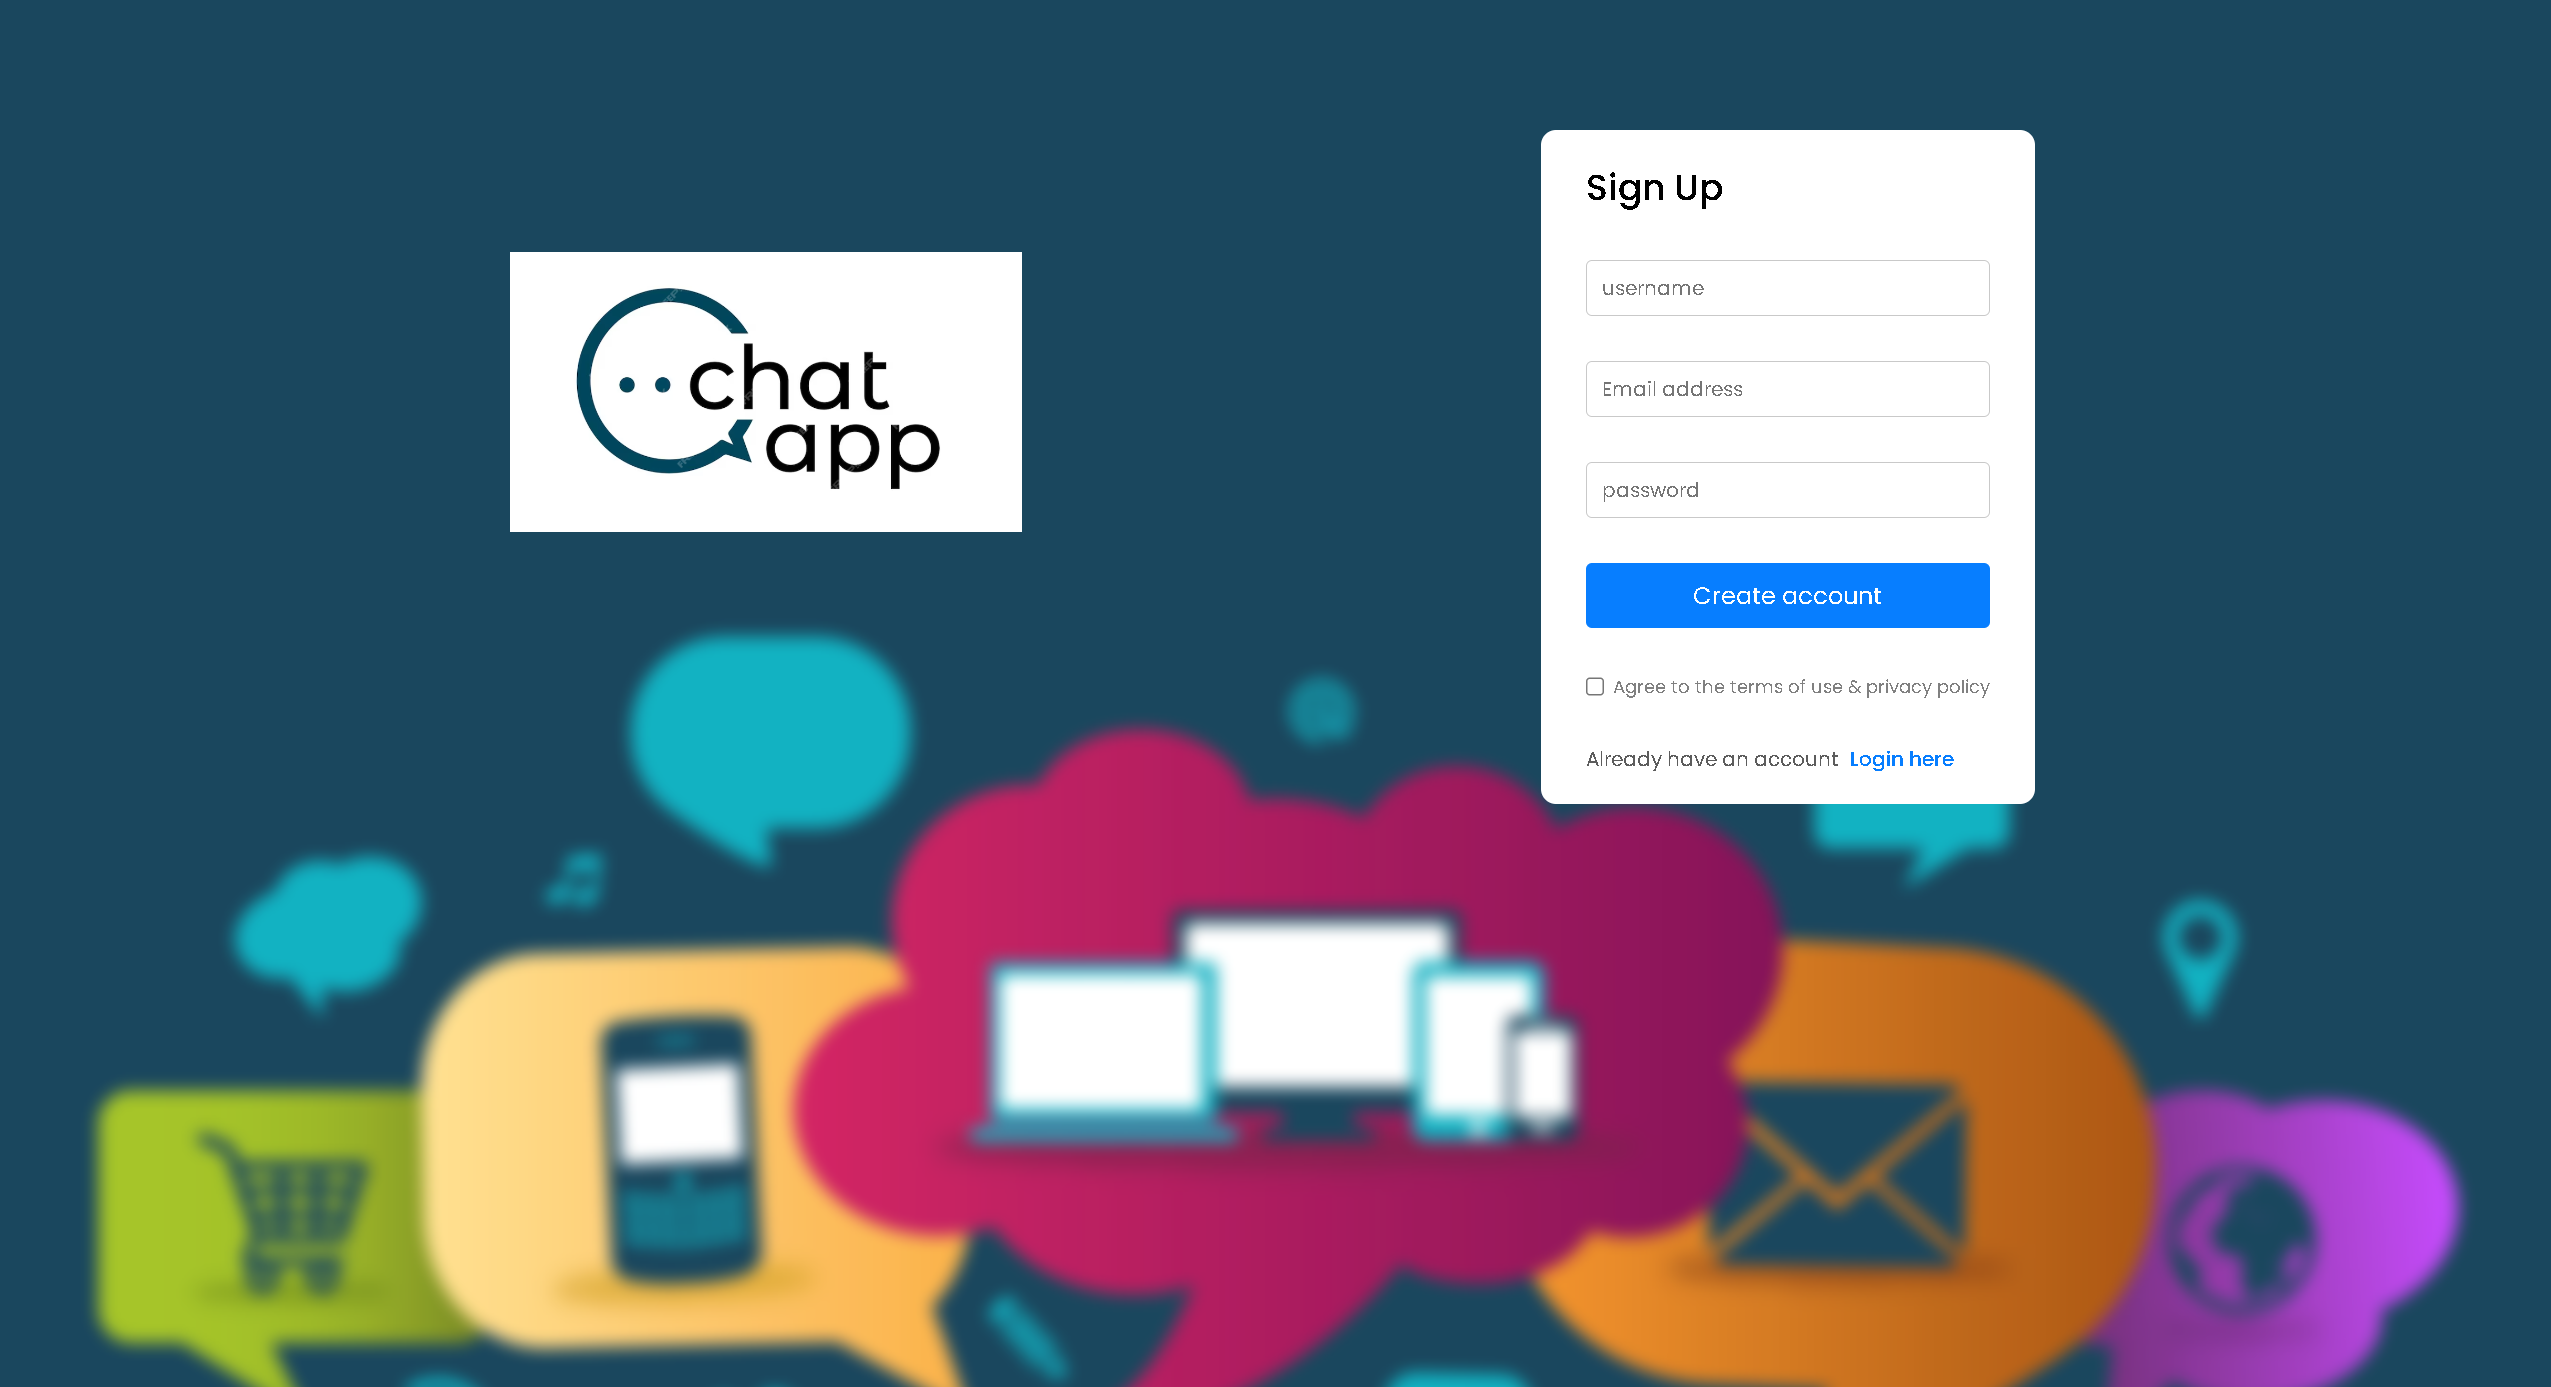 chat
app
Sign Up
username
Email address
password
Create account
Agree to the terms of use & privacy policy
Already have an account Login here